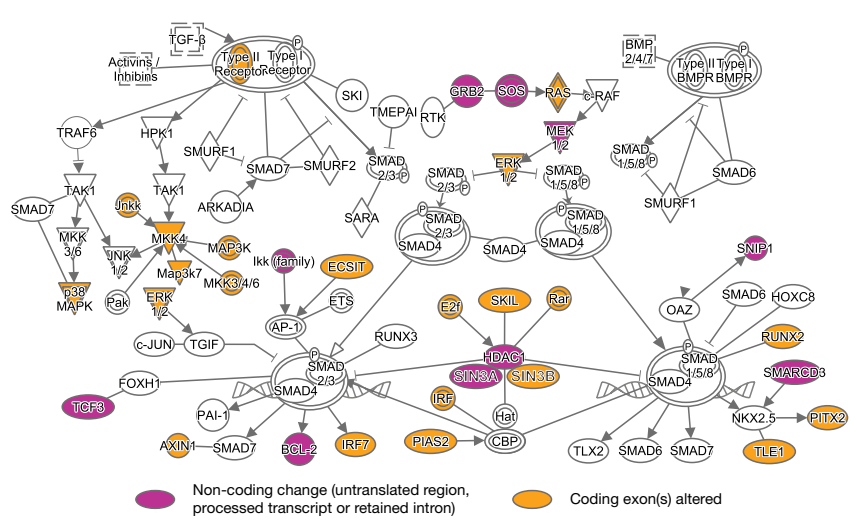 TGF-β
Activins /
Inhibins
Type II
Receptor
Type I
Receptor
P
BMP
2/4/7
Type II
BMPR
Type I
BMPR
P
SKI
TMEPAI
RTK
GRB2
SOS
RAS
c-RAF
MEK
1/2
ERK
1/2
TRAF6
HPK1
SMURF1
SMAD7
SMURF2
SMAD
2/3
P
SMAD
2/3
P
SMAD
1/5/8
P
SMAD
1/5/8
P
SMAD6
SMURF1
TAK1
TAK1
ARKADIA
SARA
SMAD7
Jnkk
MKK
3/6
JNK
1/2
MKK4
MAP3K
Map3k7
MKK3/4/6
p38
MAPK
Pak
ERK
1/2
P
SMAD
2/3
SMAD4
SMAD4
P
SMAD
1/5/8
SMAD4
Ikk (family)
ECSIT
ETS
AP-1
c-JUN
TGIF
RUNX3
E2f
SKIL
Rar
HDAC1
SIN3A
SIN3B
SNIP1
OAZ
SMAD6
HOXC8
RUNX2
SMARCD3
FOXH1
TCF3
P
SMAD
2/3
SMAD4
P
SMAD
1/5/8
SMAD4
PAI-1
IRF
Hat
CBP
PIAS2
NKX2.5
PITX2
TLE1
AXIN1
SMAD7
BCL-2
IRF7
TLX2
SMAD6
SMAD7
Non-coding change (untranslated region,
processed transcript or retained intron)
Coding exon(s) altered